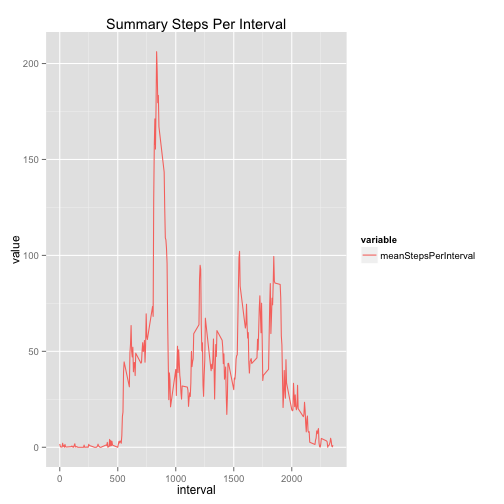 Summary Steps Per Interval
200
150
100
50
0
value
0 500 1000 1500 2000
interval
variable
meanStepsPerInterval